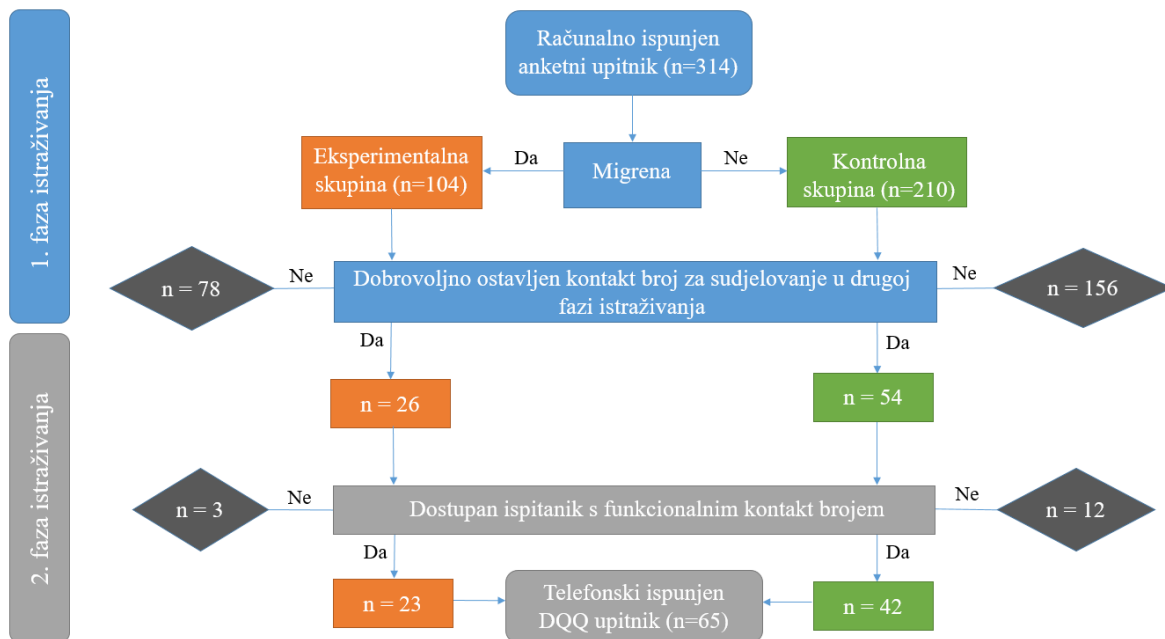 1. faza istraživanja
Računalno ispunjen
anketni upitnik (n=314)
Eksperimentalna
skupina (n=104)
Da
Migrena
Ne
Kontrolna
skupina (n=210)
n = 78
Ne
Dobrovoljno ostavljen kontakt broj za sudjelovanje u drugoj
fazi istraživanja
Ne
n = 156
2. faza istraživanja
Da
Da
n = 26
n = 54
n = 3
Ne
Dostupan ispitanik s funkcionalnim kontakt brojem
Ne
n = 12
Da
Da
n = 23
Telefonski ispunjen
DQQ upitnik (n=65)
n = 42